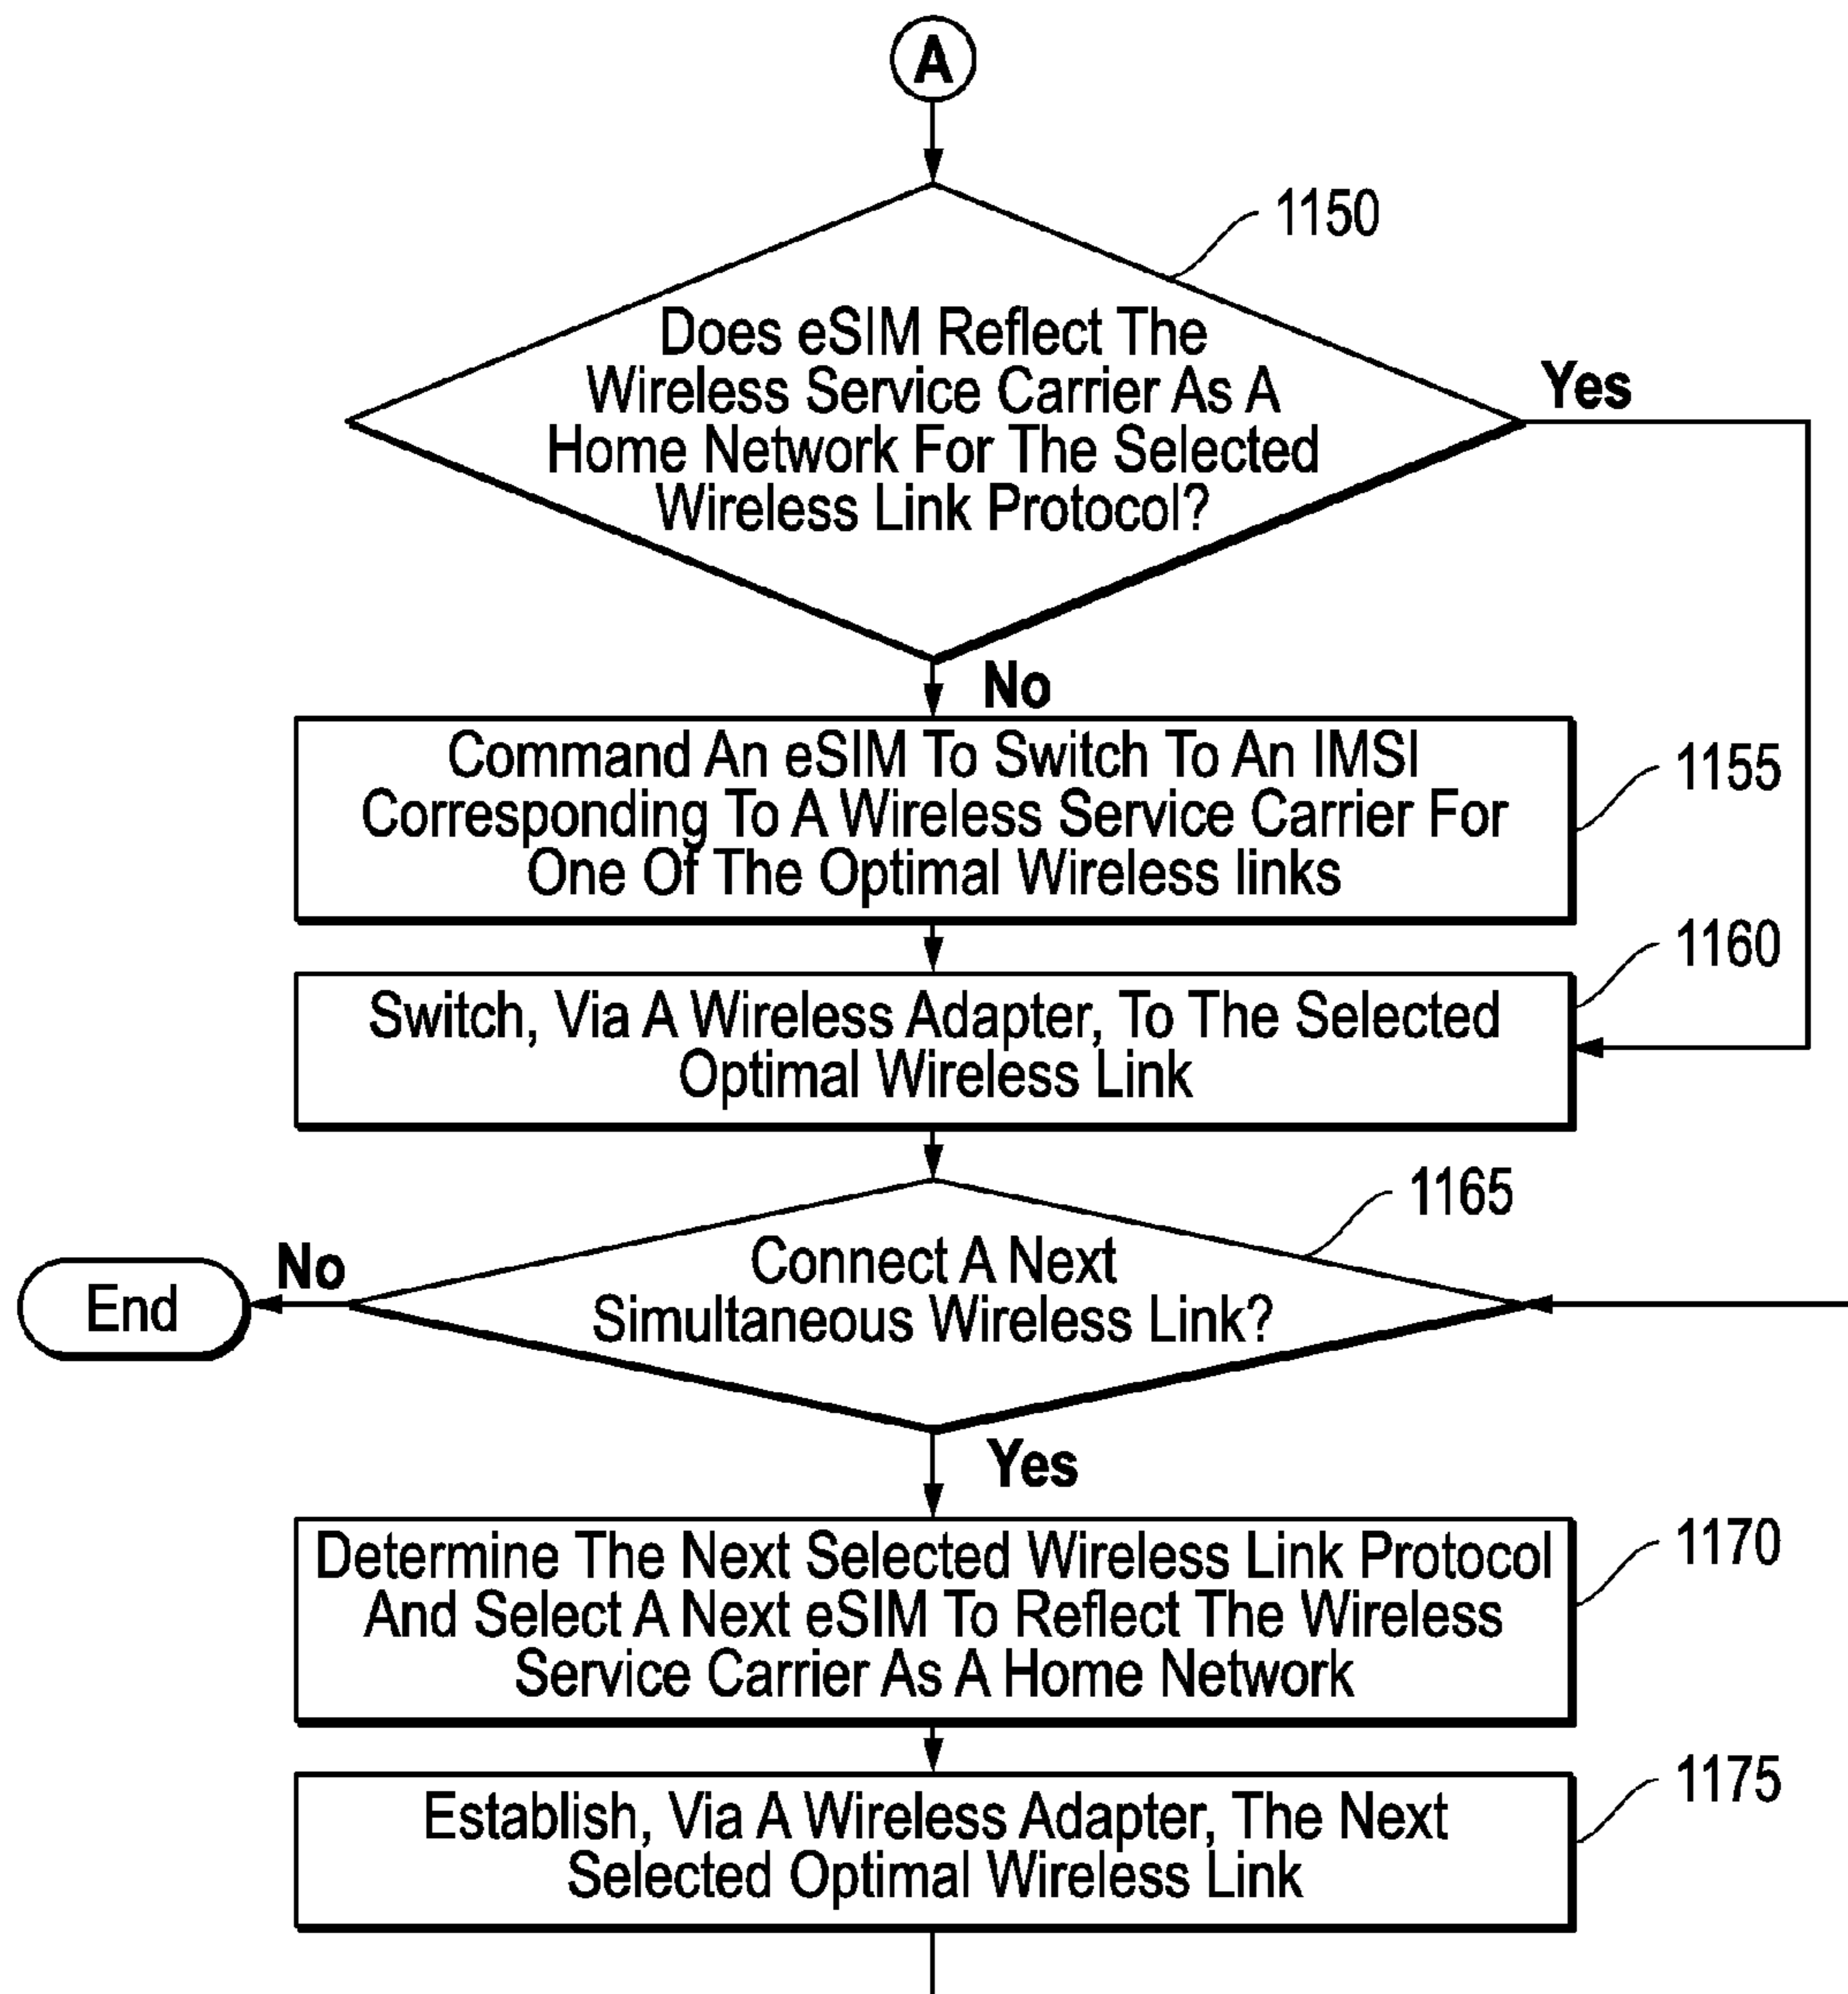 A
1150
Does eSIM Reflect The
Wireless Service Carrier As A
Home Network For The Selected
Wireless Link Protocol?
Yes
No
Command An eSIM To Switch To An IMSI
Corresponding To A Wireless Service Carrier For
One Of The Optimal Wireless links
1155
1160
Switch, Via A Wireless Adapter, To The Selected
Optimal Wireless Link
1165
Connect A Next
Simultaneous Wireless Link?
No
End
Yes
Determine The Next Selected Wireless Link Protocol
And Select A Next eSIM To Reflect The Wireless
Service Carrier As A Home Network
1170
Establish, Via A Wireless Adapter, The Next
Selected Optimal Wireless Link
1175